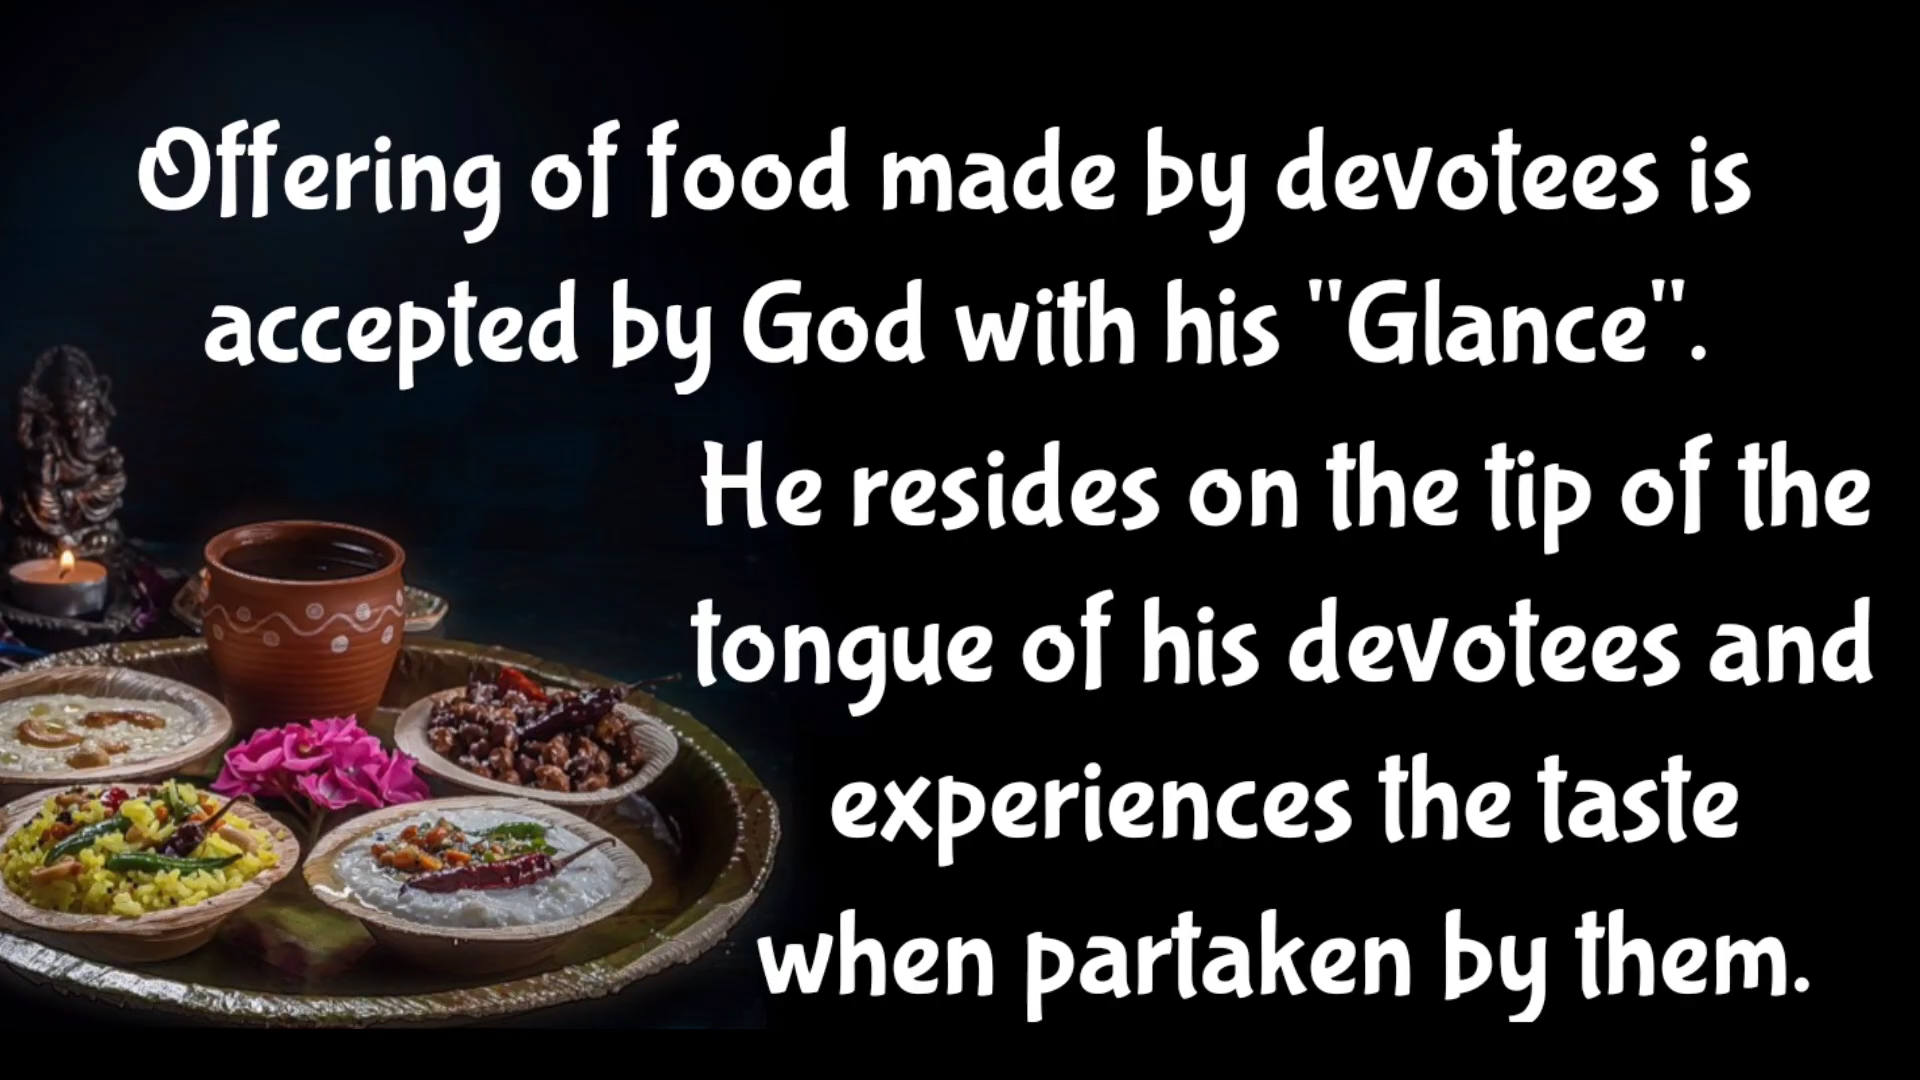 Offering of food made by devotees is
accepted by God with his "Glance".
He resides on the tip of the
tongue of his devotees and
experiences the taste
when partaken by them.